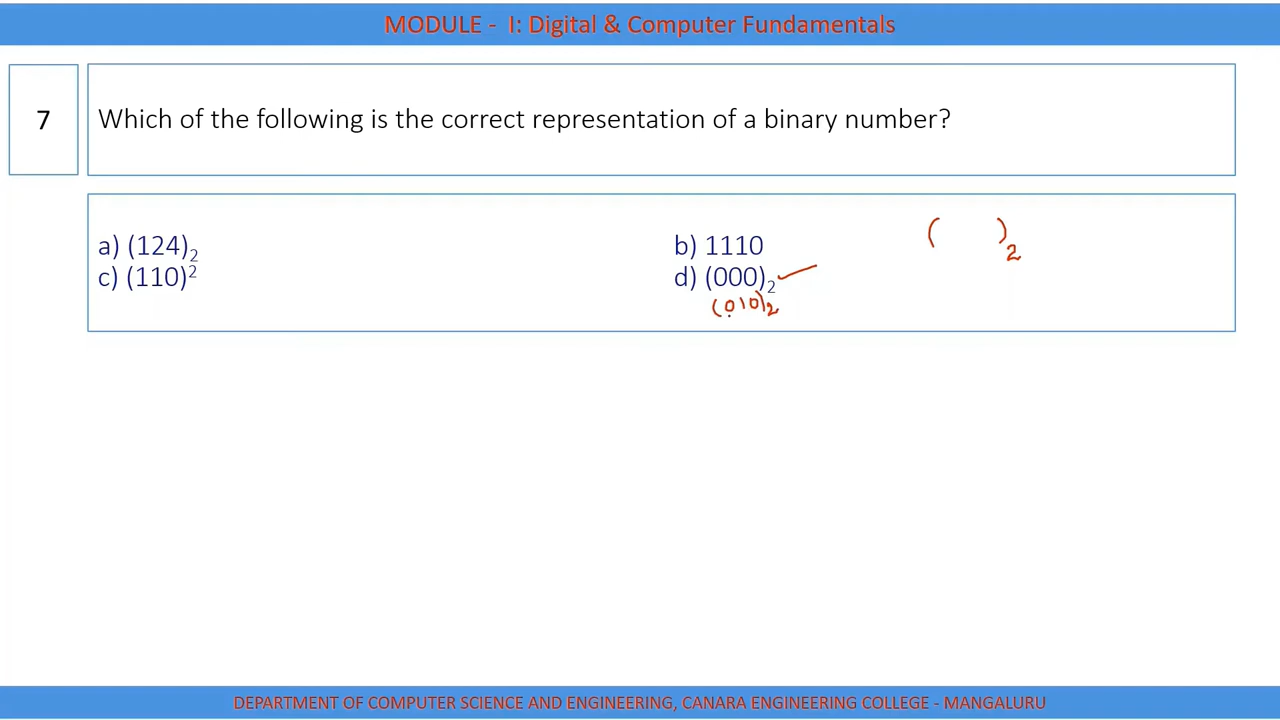 MODULE - I: Digital & Computer Fundamentals
7
Which of the following is the correct representation of a binary number?
a) (124)₂
b) 1110
( )₂
c) (110)²
d) (000)₂
(010)₂
DEPARTMENT OF COMPUTER SCIENCE AND ENGINEERING, CANARA ENGINEERING COLLEGE - MANGALURU